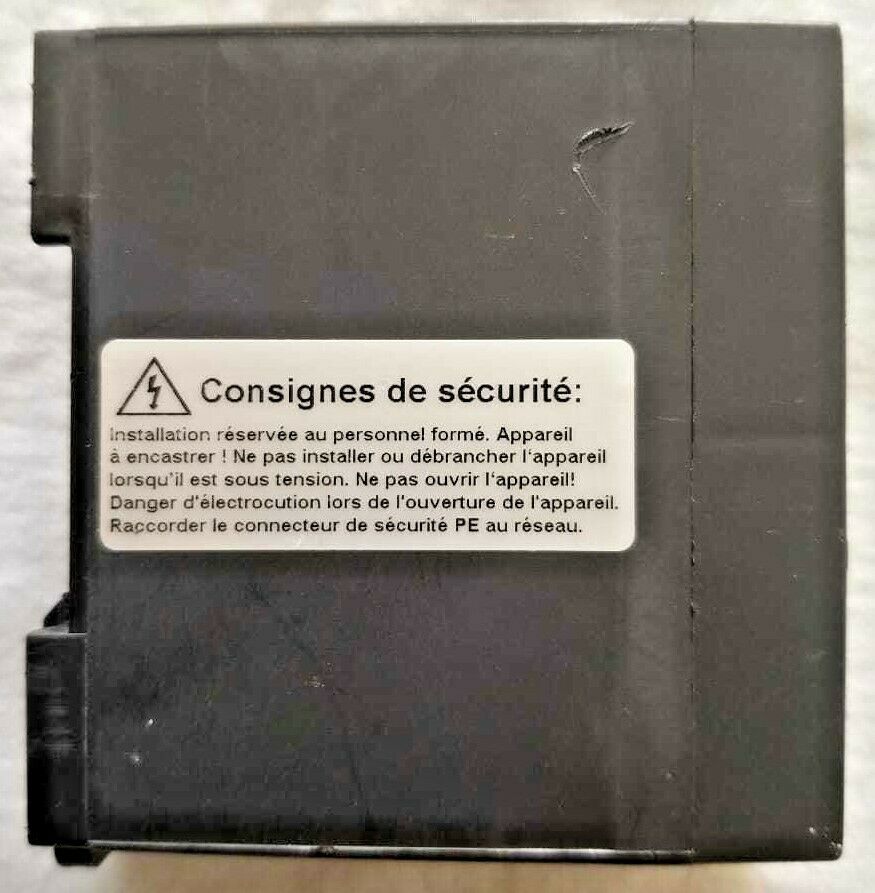 Consignes de sécurité:
Installation réservée au personnel formé. Appareil
à encastrer ! Ne pas installer ou débrancher l‘appareil
lorsqu'il est sous tension. Ne pas ouvrir l‘appareil!
Danger d'électrocution lors de l'ouverture de l'appareil.
Raccorder le connecteur de sécurité PE au réseau.